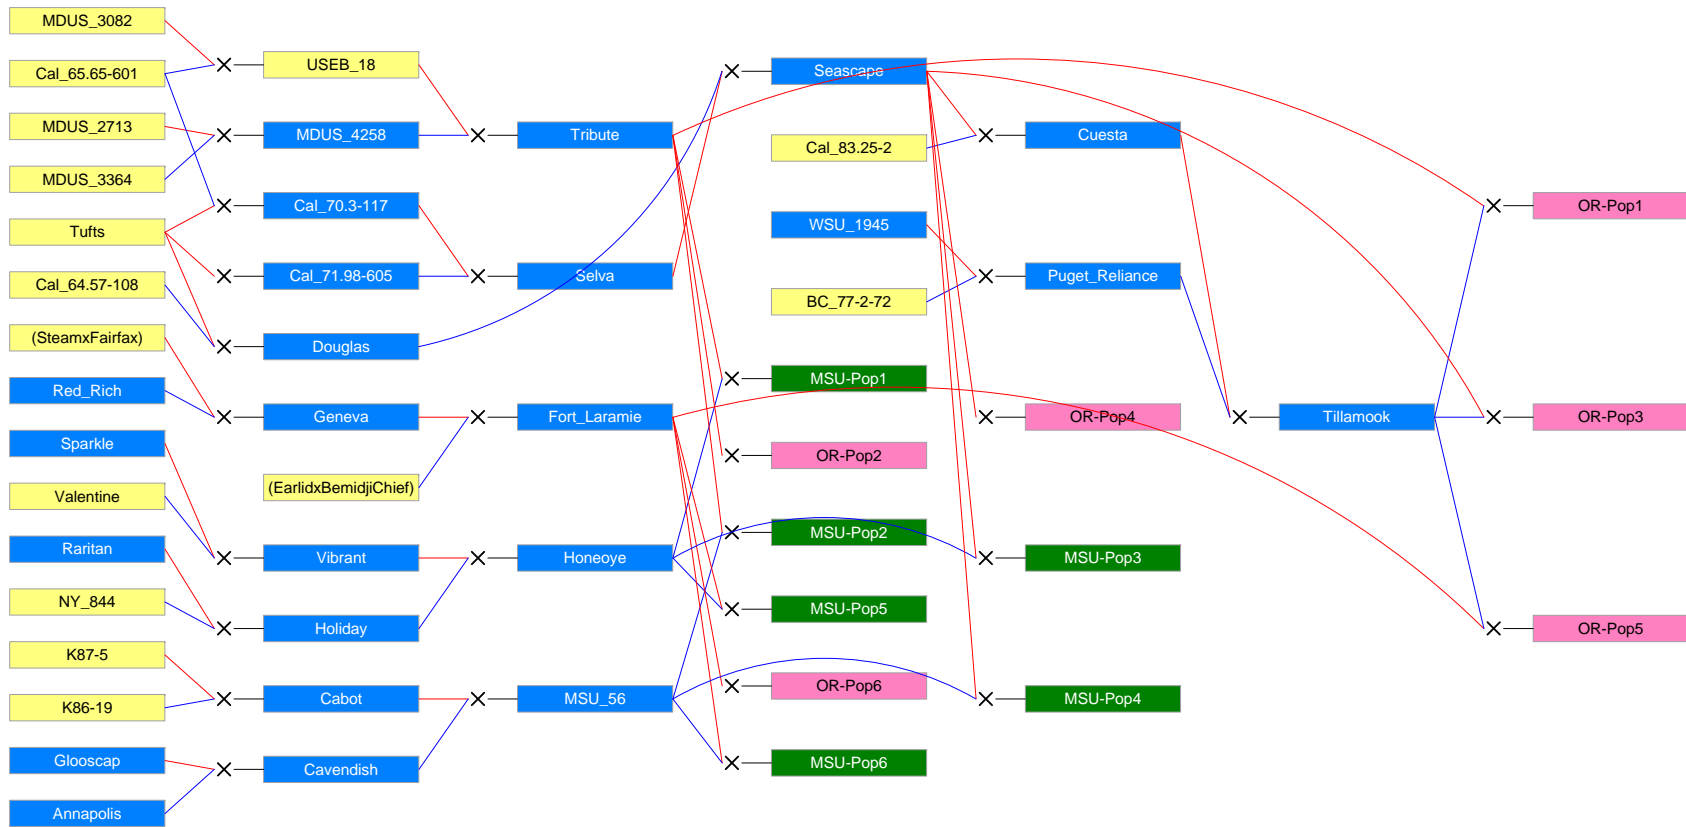 MDUS_3082
Cal_65.65-601
MDUS_2713
MDUS_3364
Tufts
Cal_64.57-108
(SteamxFairfax)
Red_Rich
Sparkle
Valentine
Raritan
NY_844
K87-5
K86-19
Glooscap
Annapolis
USEB_18
MDUS_4258
Cal_70.3-117
Cal_71.98-605
Douglas
Geneva
(EarlidxBemidjiChief)
Vibrant
Holiday
Cabot
Cavendish
Tribute
Selva
Fort_Laramie
Honeoye
MSU_56
Seascape
Cal_83.25-2
WSU_1945
BC_77-2-72
MSU-Pop1
OR-Pop2
MSU-Pop2
MSU-Pop5
OR-Pop6
MSU-Pop6
Cuesta
Puget_Reliance
OR-Pop4
MSU-Pop3
MSU-Pop4
Tillamook
OR-Pop1
OR-Pop3
OR-Pop5